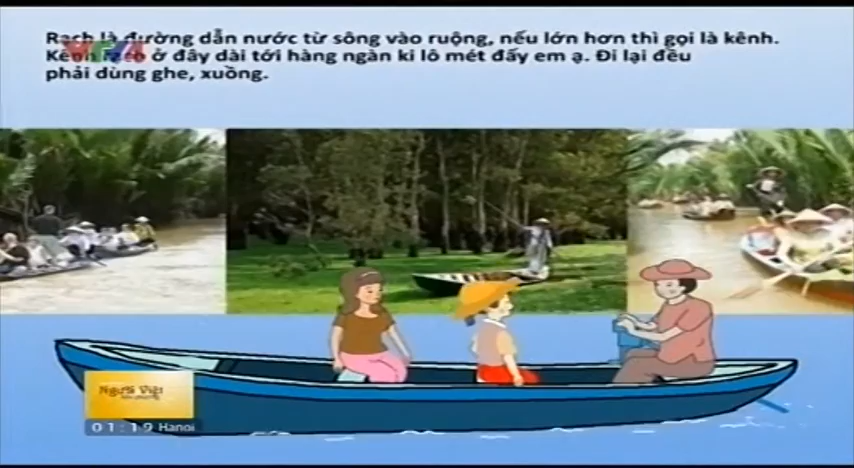 Rạch là đường dẫn nước từ sông vào ruộng, nếu lớn hơn thì gọi là kênh.
VTV4
Kênh rạch ở đây dài tới hàng ngàn ki lô mét đấy em ạ. Đi lại đều
phải dùng ghe, xuồng.
Người Việt
01:19 Hanoi